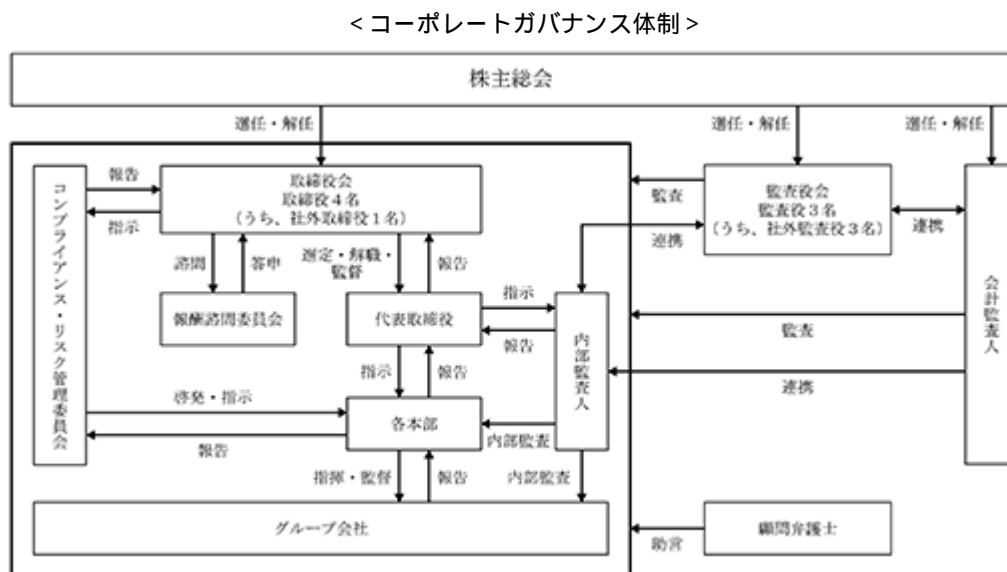 <コーポレートガバナンス体制>
株主総会
選任・解任
選任・解任
選任・解任
コンプライアンス・リスク管理委員会
報告
指示
取締役会
取締役4名
（うち、社外取締役1名）
監査
監査役会
監査役3名
（うち、社外監査役3名）
連携
連携
会計監査人
諮問
答申
選定・解職・
監督
報告
報酬諮問委員会
代表取締役
指示
報告
内部監査人
監査
指示
報告
連携
啓発・指示
報告
各本部
内部監査
指揮・監督
報告
内部監査
グループ会社
助言
顧問弁護士